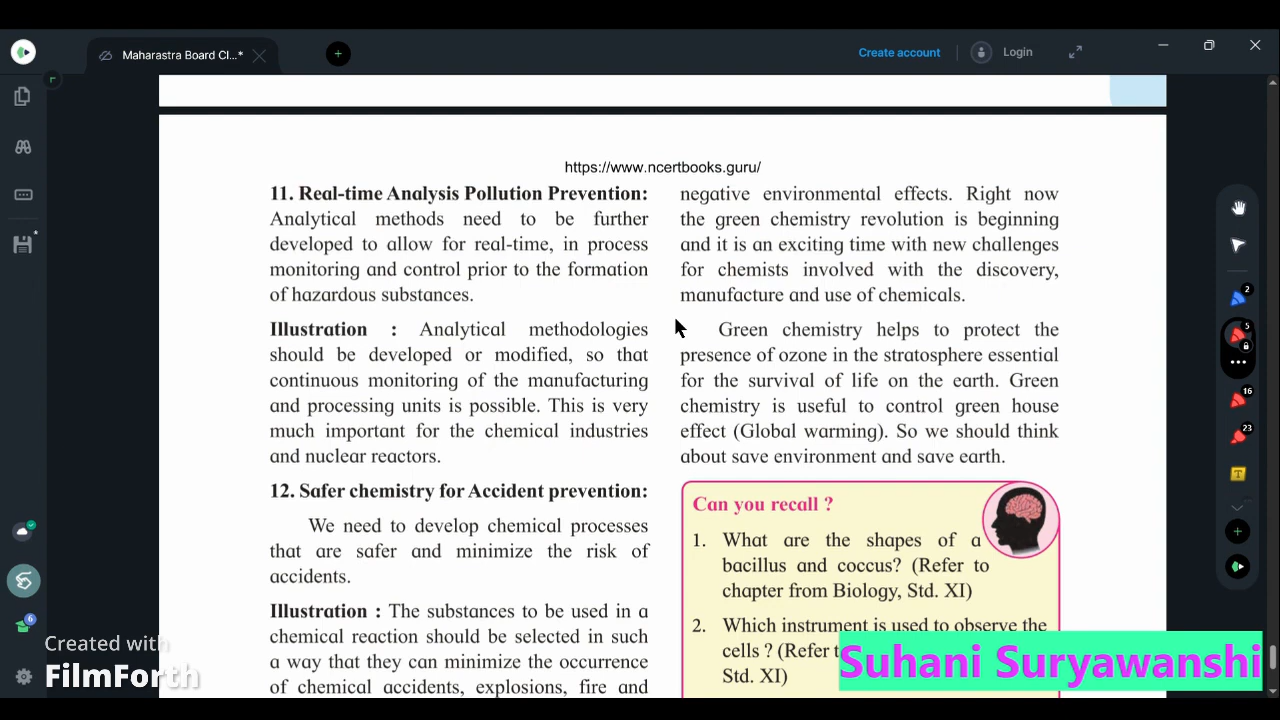 Maharastra Board Cl...*
Create account
Login
https://www.ncertbooks.guru/
11. Real-time Analysis Pollution Prevention:
Analytical methods need to be further
developed to allow for real-time, in process
monitoring and control prior to the formation
of hazardous substances.
Illustration : Analytical methodologies
should be developed or modified, so that
continuous monitoring of the manufacturing
and processing units is possible. This is very
much important for the chemical industries
and nuclear reactors.
12. Safer chemistry for Accident prevention:
We need to develop chemical processes
that are safer and minimize the risk of
accidents.
Illustration : The substances to be used in a
chemical reaction should be selected in such
a way that they can minimize the occurrence
of chemical accidents, explosions, fire and
negative environmental effects. Right now
the green chemistry revolution is beginning
and it is an exciting time with new challenges
for chemists involved with the discovery,
manufacture and use of chemicals.
Green chemistry helps to protect the
presence of ozone in the stratosphere essential
for the survival of life on the earth. Green
chemistry is useful to control green house
effect (Global warming). So we should think
about save environment and save earth.
Can you recall ?
1. What are the shapes of a
bacillus and coccus? (Refer to
chapter from Biology, Std. XI)
2. Which instrument is used to observe the
cells ? (Refer t
Std. XI)
2
5
16
23
T
6
Created with
FilmForth
Suhani Suryawanshi